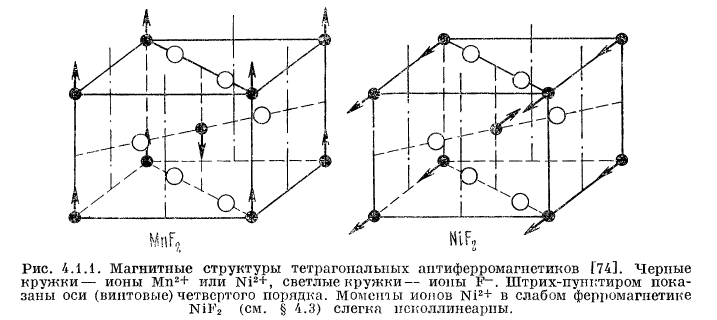 MnF₂
NiF₂
Рис. 4.1.1. Магнитные структуры тетрагональных антиферромагнетиков [74]. Черные
кружки — ионы Mn²⁺ или Ni²⁺, светлые кружки — ионы F⁻. Штрих-пунктиром пока-
заны оси (винтовые) четвертого порядка. Моменты ионов Ni²⁺ в слабом ферромагнетике
NiF₂ (см. § 4.3) слегка неколлинеарны.